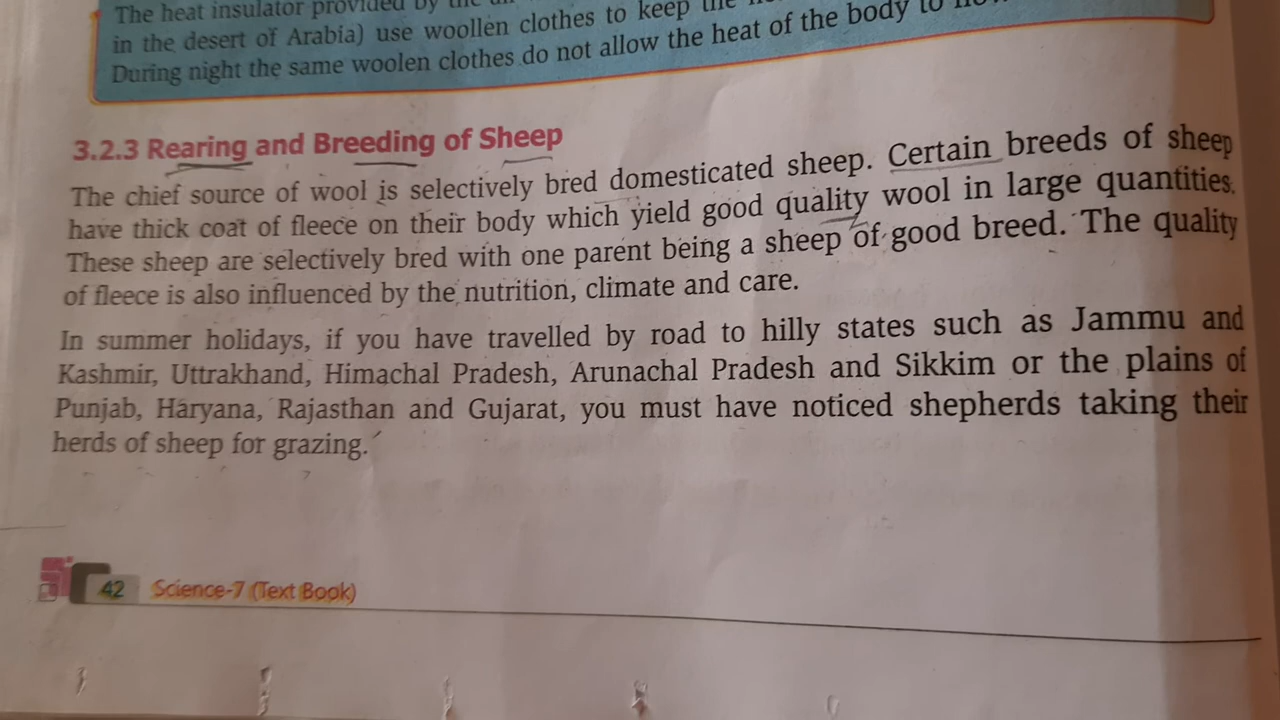 The heat insulator provided by the
in the desert of Arabia) use woollen clothes to keep the
During night the same woolen clothes do not allow the heat of the body to
3.2.3 Rearing and Breeding of Sheep
The chief source of wool is selectively bred domesticated sheep. Certain breeds of sheep
have thick coat of fleece on their body which yield good quality wool in large quantities.
These sheep are selectively bred with one parent being a sheep of good breed. The quality
of fleece is also influenced by the nutrition, climate and care.
In summer holidays, if you have travelled by road to hilly states such as Jammu and
Kashmir, Uttrakhand, Himachal Pradesh, Arunachal Pradesh and Sikkim or the plains of
Punjab, Haryana, Rajasthan and Gujarat, you must have noticed shepherds taking their
herds of sheep for grazing.
42 Science-7 (Text Book)